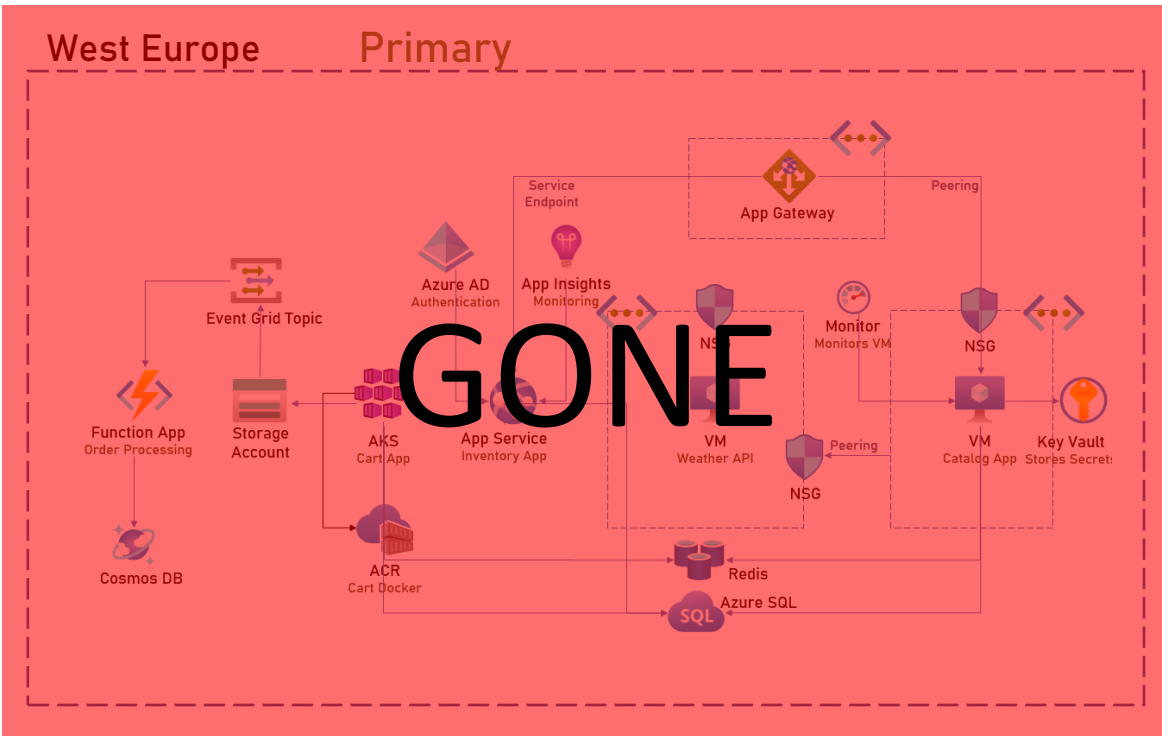 West Europe
Primary
Service
Endpoint
App Gateway
Peering
Azure AD
Authentication
App Insights
Monitoring
Event Grid Topic
NSG
Monitor
Monitors VM
NSG
GONE
Function App
Order Processing
Storage
Account
AKS
Cart App
App Service
Inventory App
VM
Weather API
Peering
NSG
VM
Catalog App
Key Vault
Stores Secrets
Cosmos DB
ACR
Cart Docker
Redis
SQL
Azure SQL